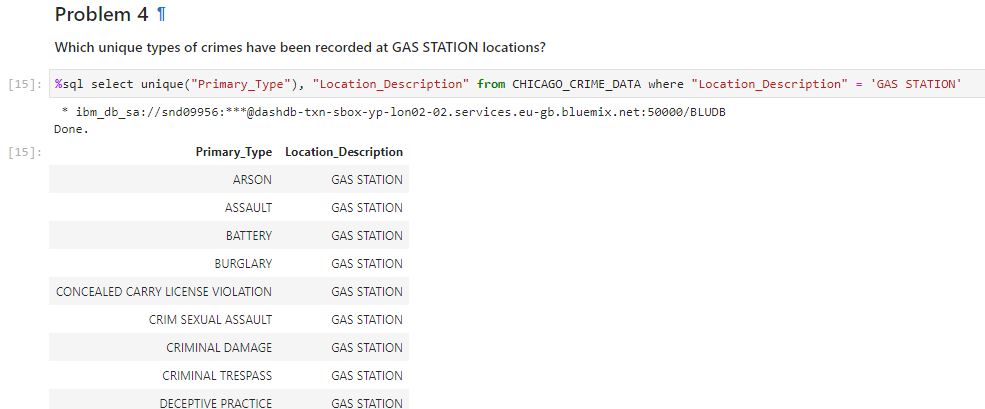 Problem 4 ¶
Which unique types of crimes have been recorded at GAS STATION locations?
[15]: %sql select unique("Primary_Type"), "Location_Description" from CHICAGO_CRIME_DATA where "Location_Description" = 'GAS STATION'
* ibm_db_sa://snd09956:***@dashdb-txn-sbox-yp-lon02-02.services.eu-gb.bluemix.net:50000/BLUDB
Done.
[15]: Primary_Type Location_Description
ARSON GAS STATION
ASSAULT GAS STATION
BATTERY GAS STATION
BURGLARY GAS STATION
CONCEALED CARRY LICENSE VIOLATION GAS STATION
CRIM SEXUAL ASSAULT GAS STATION
CRIMINAL DAMAGE GAS STATION
CRIMINAL TRESPASS GAS STATION
DECEPTIVE PRACTICE GAS STATION